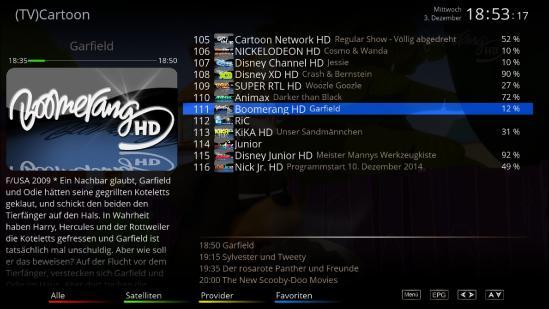 (TV)Cartoon
Mittwoch
3. Dezember
18:53:17
Garfield
18:35
18:50
Boomerang HD
F/USA 2009 * Ein Nachbar glaubt, Garfield
und Odie hätten seine gegrillten Koteletts
geklaut, und schickt den beiden den
Tierfänger auf den Hals. In Wahrheit
haben Harry, Hercules und der Rottweiler
die Koteletts gefressen und Garfield ist
tatsächlich mal unschuldig. Aber wie soll
er das beweisen? Auf der Flucht vor dem
Tierfänger, verstecken sich Garfield und
105 Cartoon Network HD Regular Show - Völlig abgedreht 52 %
106 NICKELODEON HD Cosmo & Wanda 10 %
107 Disney Channel HD Jessie 10 %
108 Disney XD HD Crash & Bernstein 90 %
109 SUPER RTL HD Woozle Goozle 27 %
110 Animax Darker than Black 72 %
111 Boomerang HD Garfield 12 %
112 RiC
113 KiKA HD Unser Sandmännchen 31 %
114 Junior
115 Disney Junior HD Meister Mannys Werkzeugkiste 92 %
116 Nick Jr. HD Programmstart 10. Dezember 2014 49 %
18:50 Garfield
19:15 Sylvester und Tweety
19:35 Der rosarote Panther und Freunde
20:00 The New Scooby-Doo Movies
Alle
Satelliten
Provider
Favoriten
Menü
EPG